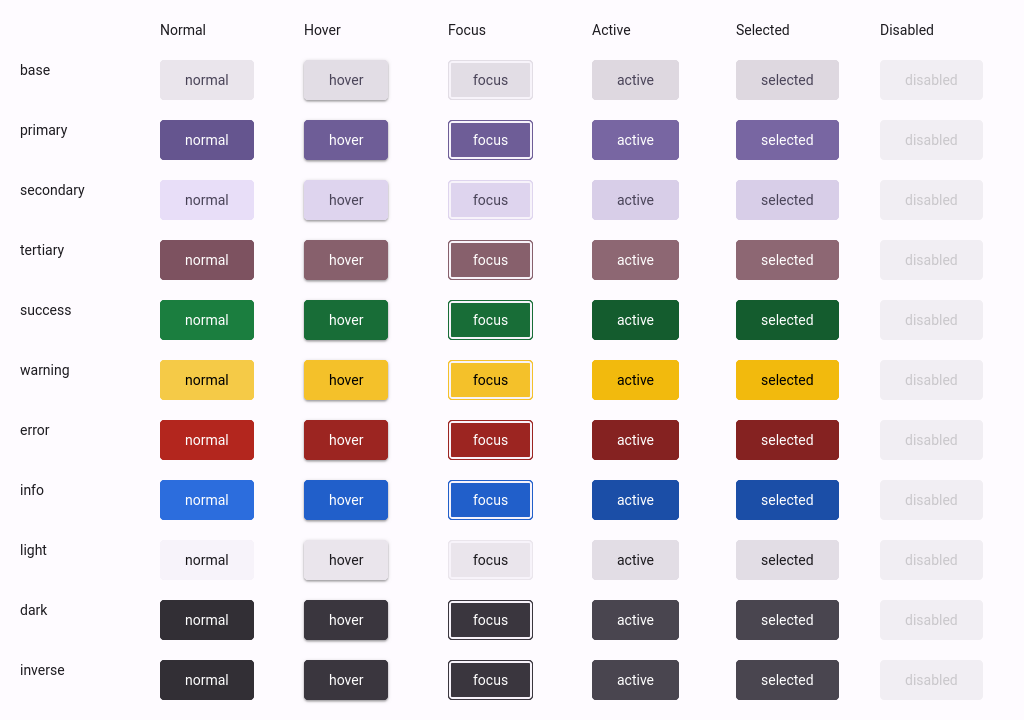 Normal Hover Focus Active Selected Disabled
base normal hover focus active selected disabled
primary normal hover focus active selected disabled
secondary normal hover focus active selected disabled
tertiary normal hover focus active selected disabled
success normal hover focus active selected disabled
warning normal hover focus active selected disabled
error normal hover focus active selected disabled
info normal hover focus active selected disabled
light normal hover focus active selected disabled
dark normal hover focus active selected disabled
inverse normal hover focus active selected disabled